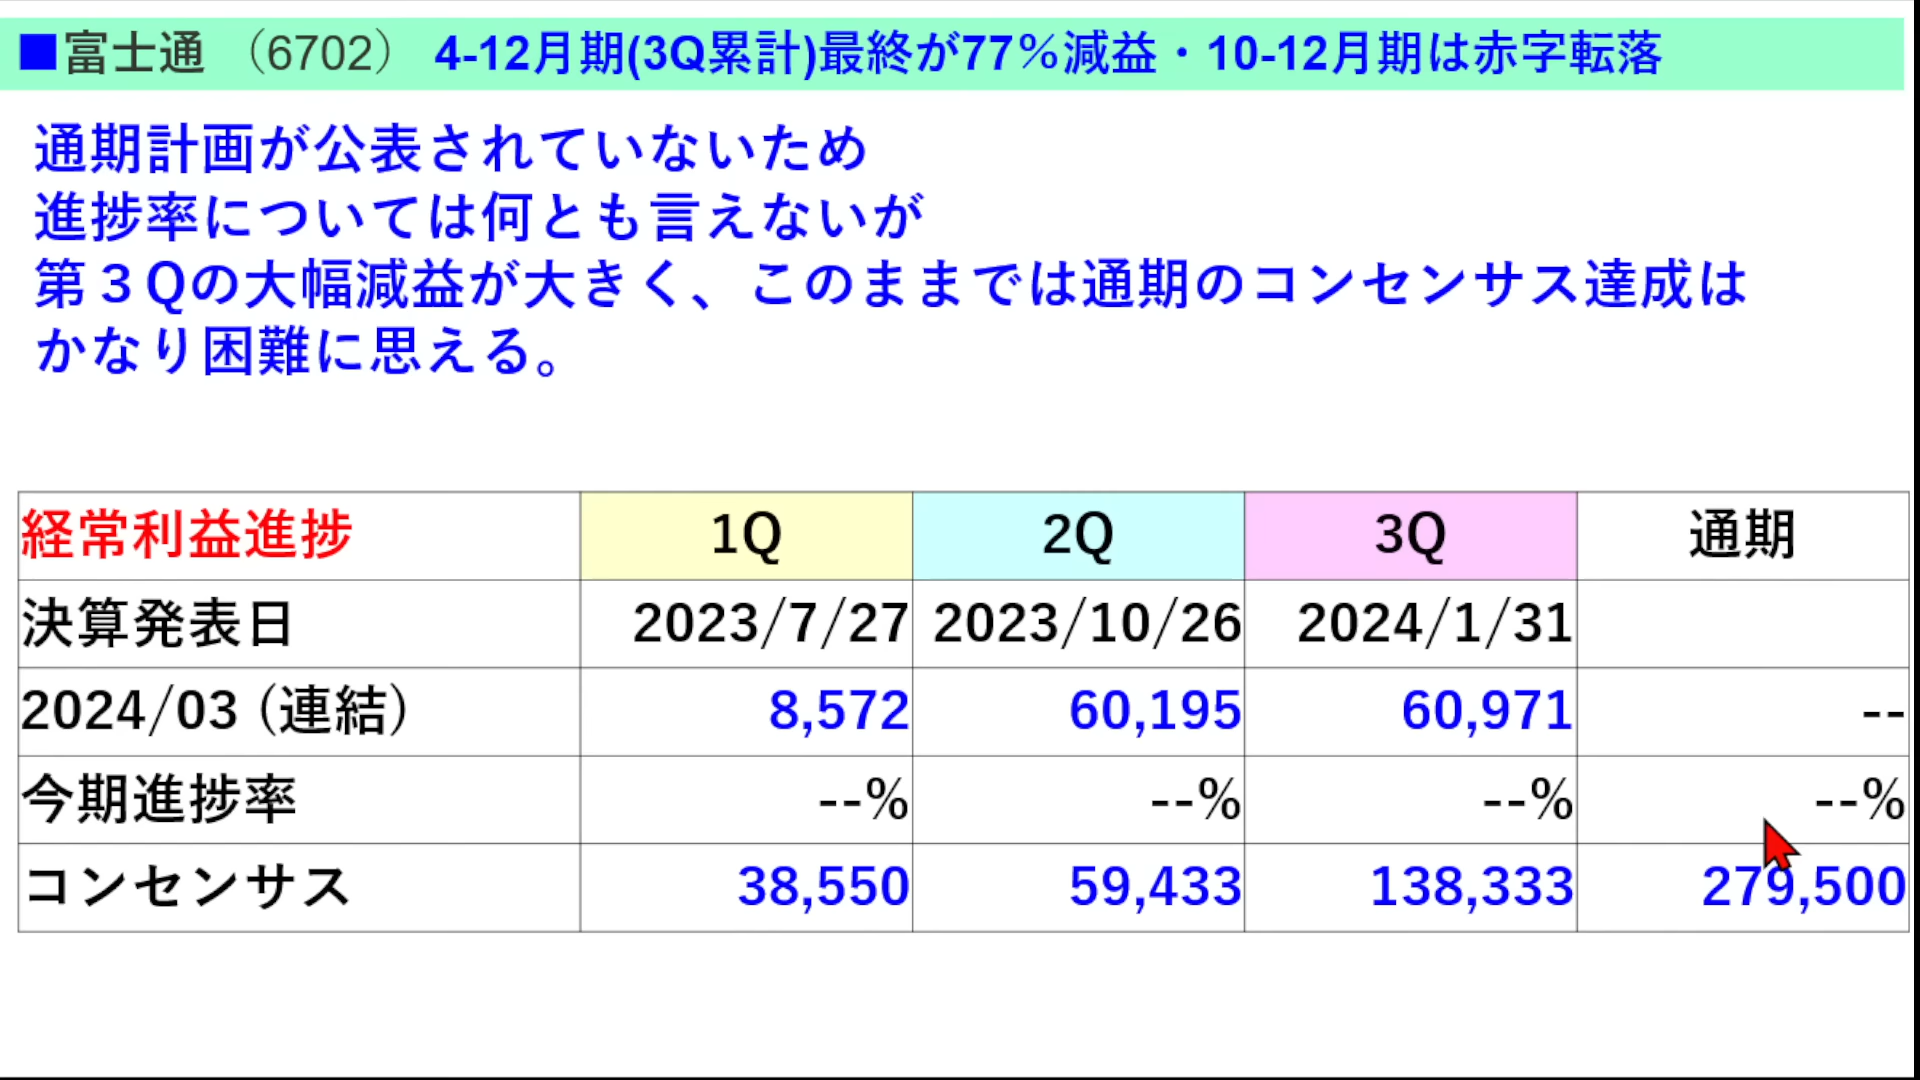 ■富士通 （6702） 4-12月期(3Q累計)最終が77％減益・10-12月期は赤字転落
通期計画が公表されていないため
進捗率については何とも言えないが
第３Qの大幅減益が大きく、このままでは通期のコンセンサス達成は
かなり困難に思える。
経常利益進捗 1Q 2Q 3Q 通期
決算発表日 2023/7/27 2023/10/26 2024/1/31
2024/03 (連結) 8,572 60,195 60,971 --
今期進捗率 --% --% --% --%
コンセンサス 38,550 59,433 138,333 279,500